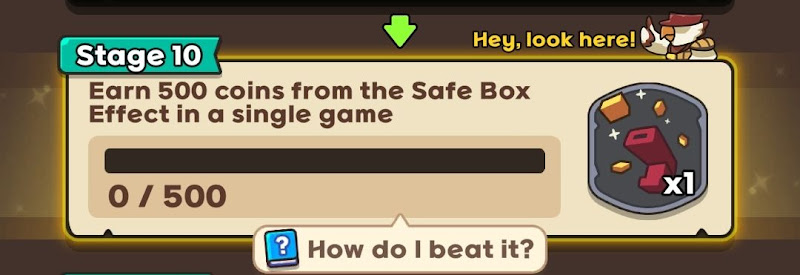 Hey, look here!
Stage 10
Earn 500 coins from the Safe Box
Effect in a single game
x1
0 / 500
? How do I beat it?